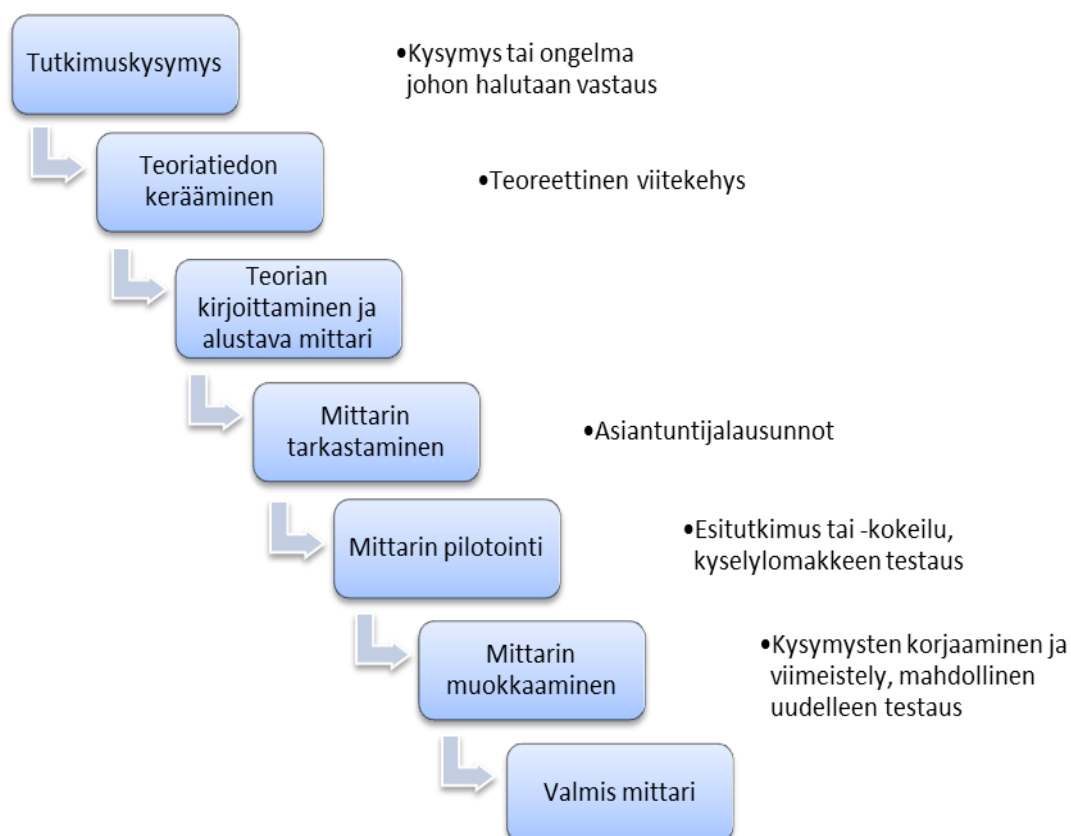 Tutkimuskysymys
•Kysymys tai ongelma
johon halutaan vastaus
Teoriatiedon
kerääminen
•Teoreettinen viitekehys
Teorian
kirjoittaminen ja
alustava mittari
Mittarin
tarkastaminen
•Asiantuntijalausunnot
Mittarin pilotointi
•Esitutkimus tai -kokeilu,
kyselylomakkeen testaus
Mittarin
muokkaaminen
•Kysymysten korjaaminen ja
viimeistely, mahdollinen
uudelleen testaus
Valmis mittari